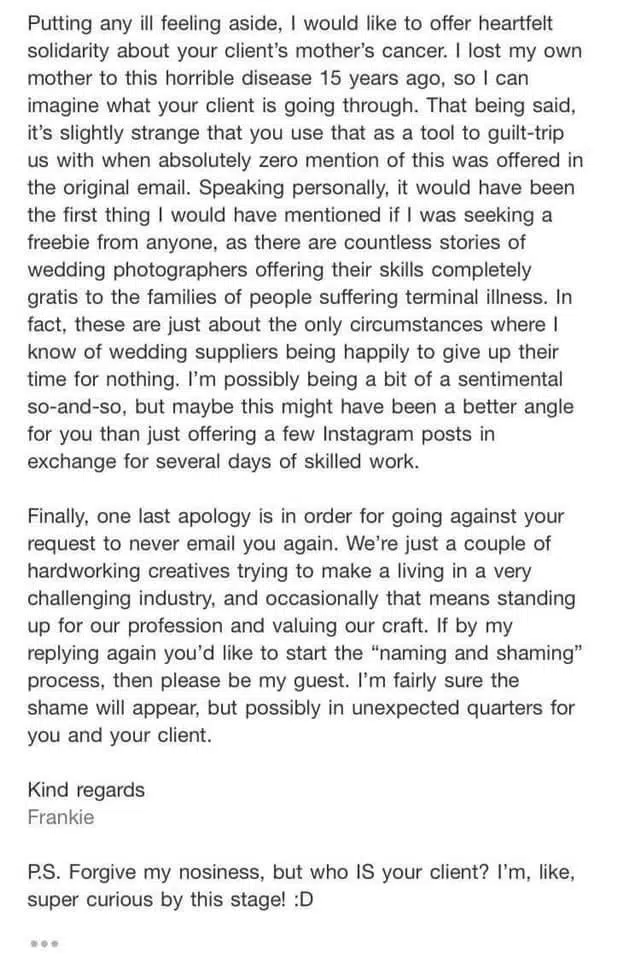 Putting any ill feeling aside, I would like to offer heartfelt
solidarity about your client's mother's cancer. I lost my own
mother to this horrible disease 15 years ago, so I can
imagine what your client is going through. That being said,
it's slightly strange that you use that as a tool to guilt-trip
us with when absolutely zero mention of this was offered in
the original email. Speaking personally, it would have been
the first thing I would have mentioned if I was seeking a
freebie from anyone, as there are countless stories of
wedding photographers offering their skills completely
gratis to the families of people suffering terminal illness. In
fact, these are just about the only circumstances where I
know of wedding suppliers being happily to give up their
time for nothing. I'm possibly being a bit of a sentimental
so-and-so, but maybe this might have been a better angle
for you than just offering a few Instagram posts in
exchange for several days of skilled work.
Finally, one last apology is in order for going against your
request to never email you again. We're just a couple of
hardworking creatives trying to make a living in a very
challenging industry, and occasionally that means standing
up for our profession and valuing our craft. If by my
replying again you'd like to start the “naming and shaming”
process, then please be my guest. I'm fairly sure the
shame will appear, but possibly in unexpected quarters for
you and your client.
Kind regards
Frankie
P.S. Forgive my nosiness, but who IS your client? I'm, like,
super curious by this stage! :D